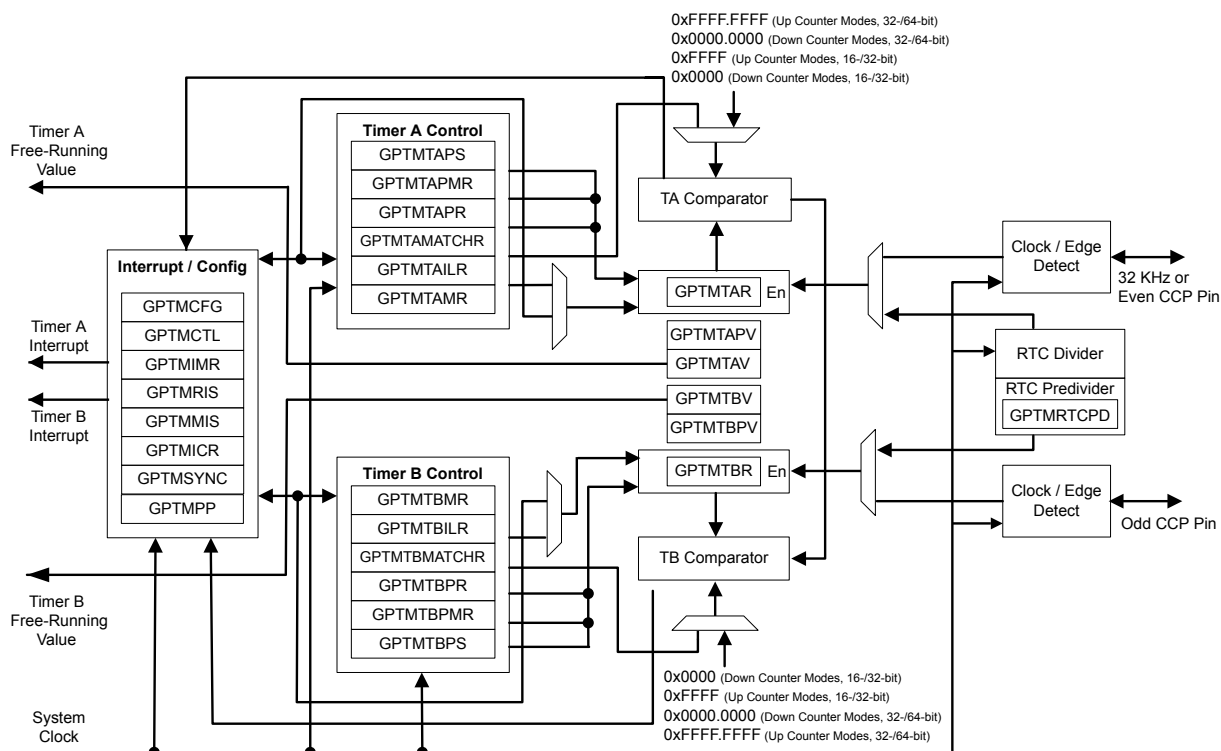 0xFFFF.FFFF (Up Counter Modes, 32-/64-bit)
0x0000.0000 (Down Counter Modes, 32-/64-bit)
0xFFFF (Up Counter Modes, 16-/32-bit)
0x0000 (Down Counter Modes, 16-/32-bit)
Timer A
Free-Running
Value
Timer A Control
GPTMTAPS
GPTMTAPMR
GPTMTAPR
GPTMTAMATCHR
GPTMTAILR
GPTMTAMR
TA Comparator
GPTMTAR
En
Clock / Edge
Detect
32 KHz or
Even CCP Pin
Interrupt / Config
GPTMCFG
GPTMCTL
GPTMIMR
GPTMRIS
GPTMMIS
GPTMICR
GPTMSYNC
GPTMPP
Timer A
Interrupt
Timer B
Interrupt
GPTMTAPV
GPTMTAV
GPTMTBV
GPTMTBPV
RTC Divider
RTC Predivider
GPTMRTCPD
Timer B Control
GPTMTBMR
GPTMTBILR
GPTMTBMATCHR
GPTMTBPR
GPTMTBPMR
GPTMTBPS
GPTMTBR
En
TB Comparator
Clock / Edge
Detect
Odd CCP Pin
Timer B
Free-Running
Value
0x0000 (Down Counter Modes, 16-/32-bit)
0xFFFF (Up Counter Modes, 16-/32-bit)
0x0000.0000 (Down Counter Modes, 32-/64-bit)
0xFFFF.FFFF (Up Counter Modes, 32-/64-bit)
System
Clock